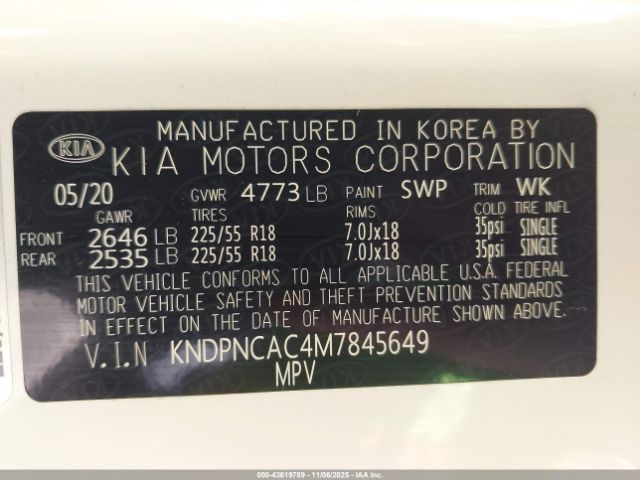 MANUFACTURED IN KOREA BY
KIA KIA MOTORS CORPORATION
05/20 GVWR 4773 LB PAINT SWP TRIM WK
GAWR TIRES RIMS COLD TIRE INFL
FRONT 2646 LB 225/55 R18 7.0Jx18 35psi SINGLE
REAR 2535 LB 225/55 R18 7.0Jx18 35psi SINGLE
THIS VEHICLE CONFORMS TO ALL APPLICABLE U.S.A. FEDERAL
MOTOR VEHICLE SAFETY AND THEFT PREVENTION STANDARDS
IN EFFECT ON THE DATE OF MANUFACTURE SHOWN ABOVE.
V.I.N KNDPNCAC4M7845649
MPV
000-43619769 - 11/06/2025 - AABETTER